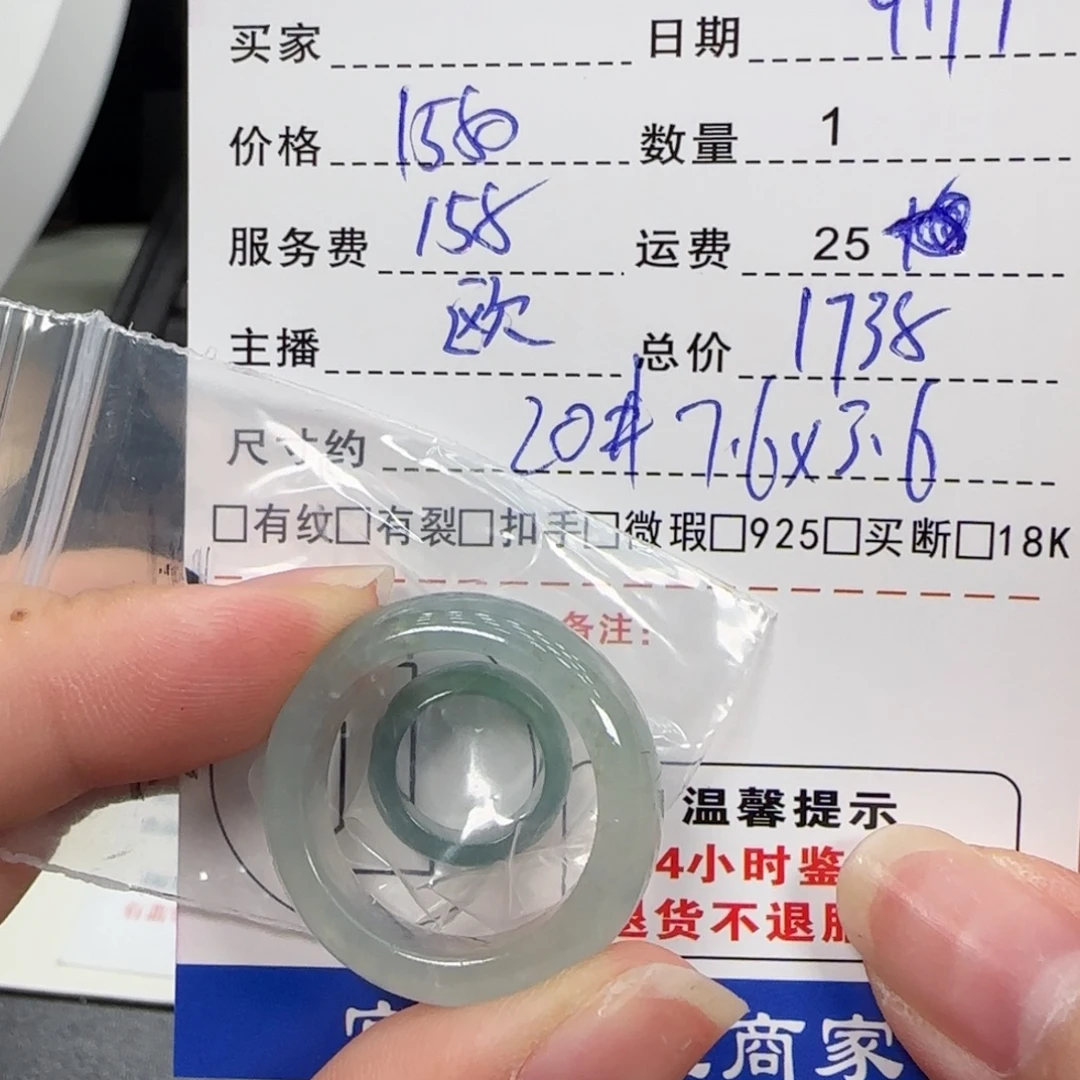 买家 日期
价格 1580 数量 1
服务费 158 运费 25
主播 欧 总价 1738
尺寸约 20# 7.6x3.6
□有纹□有裂□扣手□微瑕□925□买断□18K
备注:
温馨提示
4小时鉴
退货不退服
商家